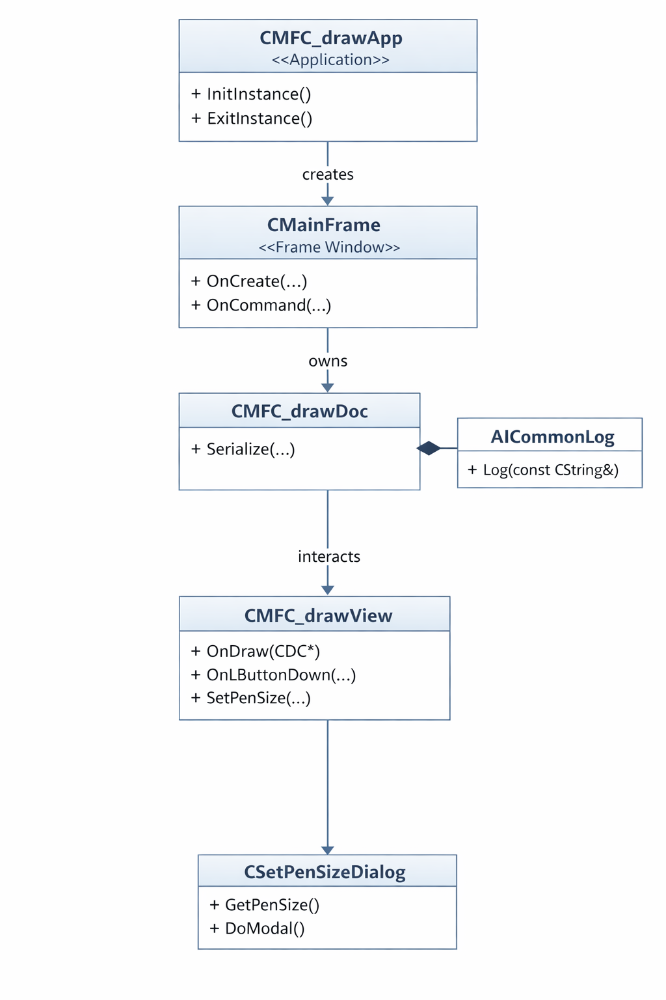 CMFC_drawApp
<<Application>>
+ InitInstance()
+ ExitInstance()
creates
CMainFrame
<<Frame Window>>
+ OnCreate(...)
+ OnCommand(...)
owns
CMFC_drawDoc
+ Serialize(...)
AICommonLog
+ Log(const CString&)
interacts
CMFC_drawView
+ OnDraw(CDC*)
+ OnLButtonDown(...)
+ SetPenSize(...)
CSetPenSizeDialog
+ GetPenSize()
+ DoModal()